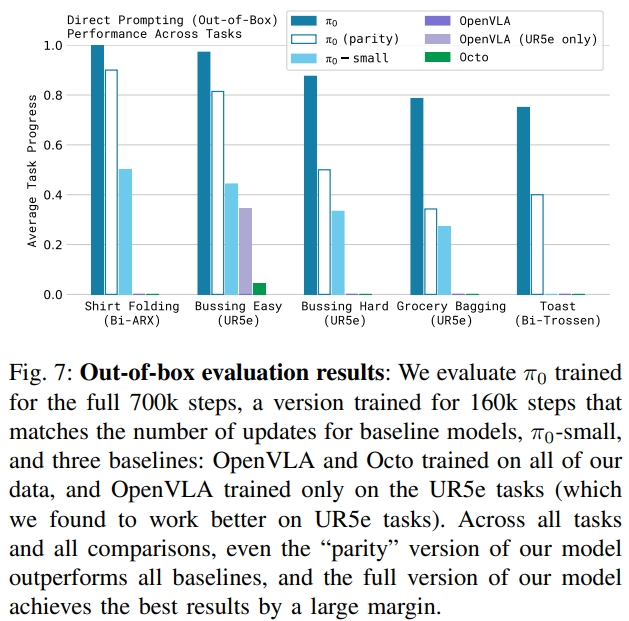 Direct Prompting (Out-of-Box)
Performance Across Tasks
π₀
π₀ (parity)
π₀−small
OpenVLA
OpenVLA (UR5e only)
Octo
Average Task Progress
1.0
0.8
0.6
0.4
0.2
0.0
Shirt Folding
(Bi-ARX)
Bussing Easy
(UR5e)
Bussing Hard
(UR5e)
Grocery Bagging
(UR5e)
Toast
(Bi-Trossen)
Fig. 7: Out-of-box evaluation results: We evaluate π₀ trained
for the full 700k steps, a version trained for 160k steps that
matches the number of updates for baseline models, π₀-small,
and three baselines: OpenVLA and Octo trained on all of our
data, and OpenVLA trained only on the UR5e tasks (which
we found to work better on UR5e tasks). Across all tasks
and all comparisons, even the “parity” version of our model
outperforms all baselines, and the full version of our model
achieves the best results by a large margin.